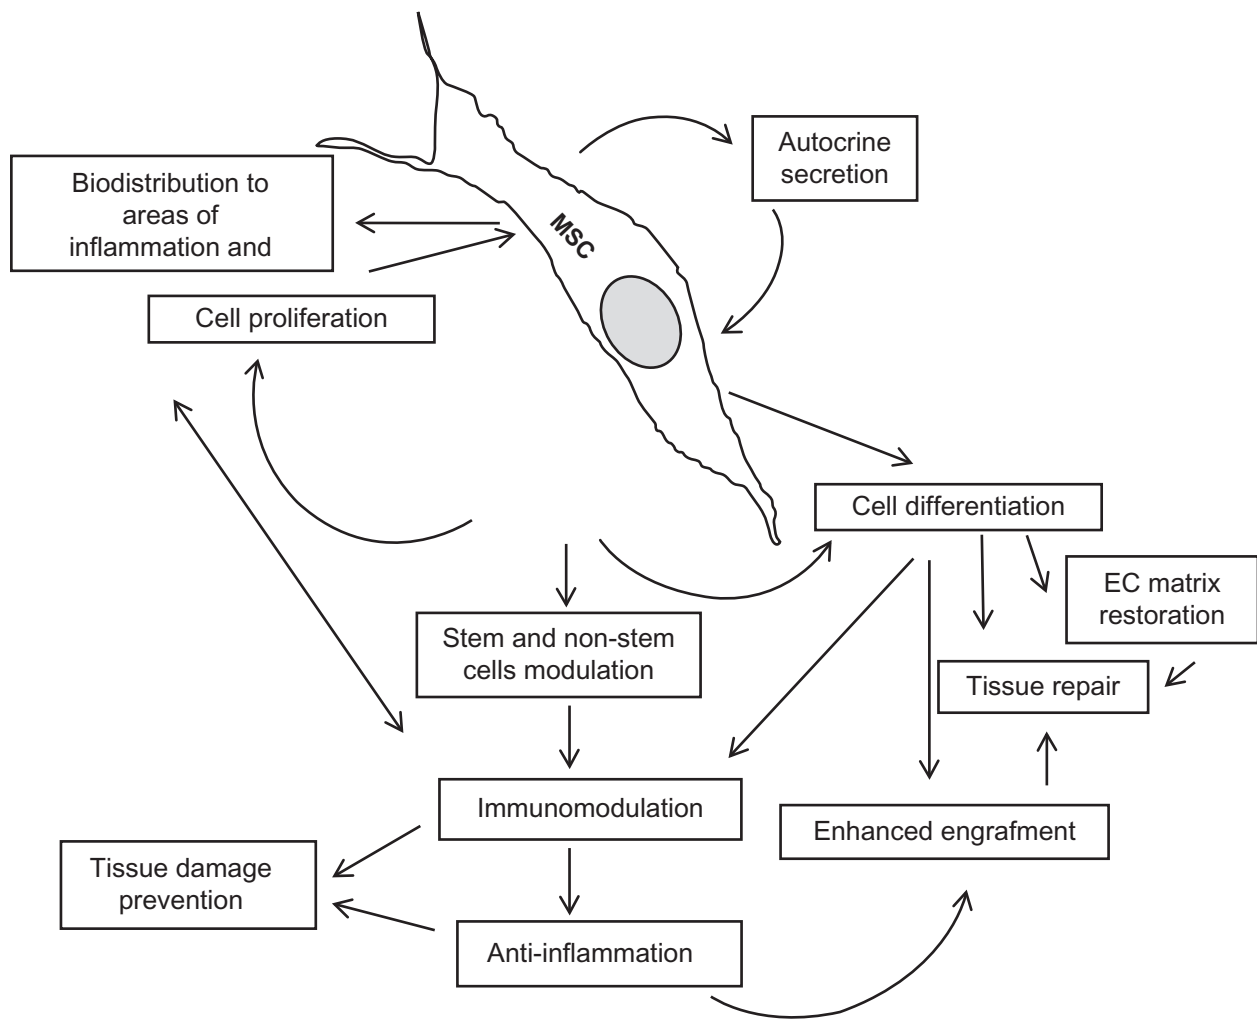 Autocrine
secretion
Biodistribution to
areas of
inflammation and
MSC
Cell proliferation
Cell differentiation
EC matrix
restoration
Stem and non-stem
cells modulation
Tissue repair
Immunomodulation
Enhanced engrafment
Tissue damage
prevention
Anti-inflammation